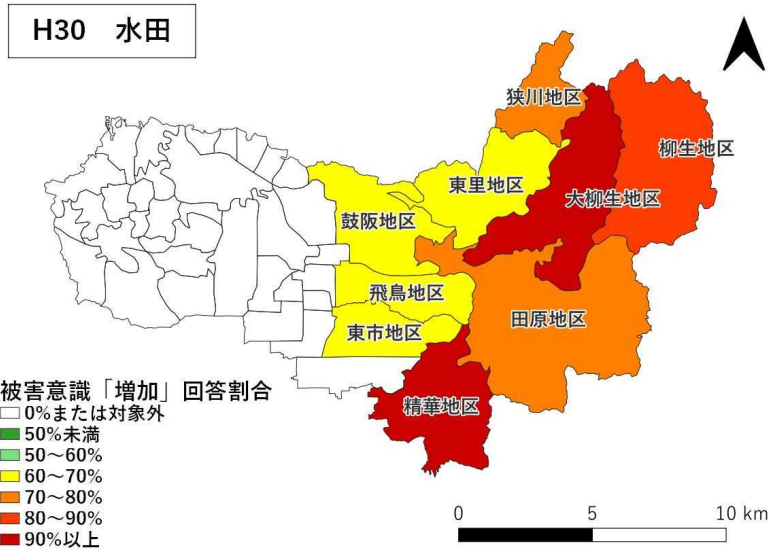 H30　水田
狭川地区
柳生地区
東里地区
大柳生地区
鼓阪地区
飛鳥地区
田原地区
東市地区
精華地区
被害意識「増加」回答割合
0%または対象外
50%未満
50～60%
60～70%
70～80%
80～90%
90%以上
0 5 10 km